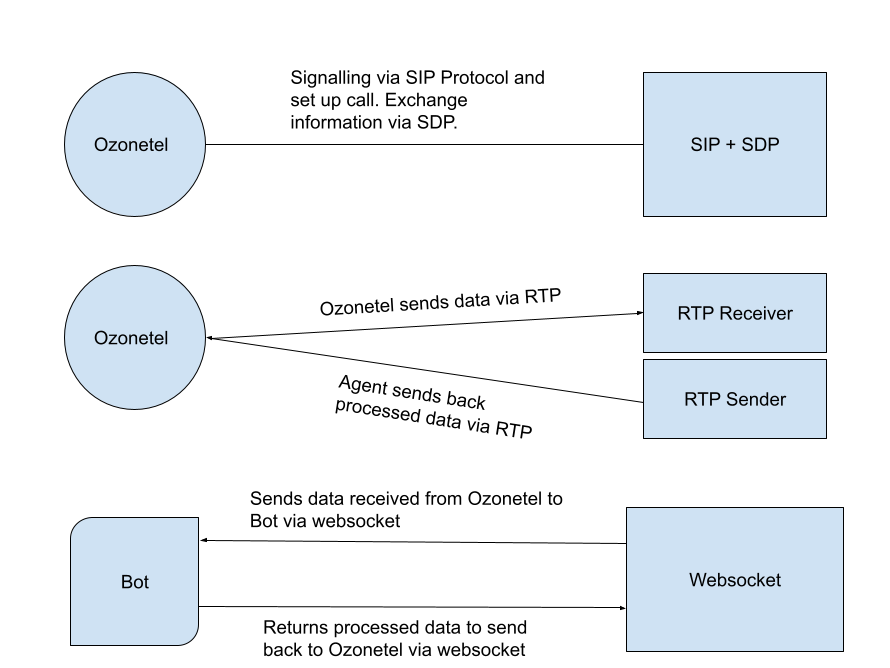 Signalling via SIP Protocol and
set up call. Exchange
information via SDP.
Ozonetel
SIP + SDP
Ozonetel sends data via RTP
RTP Receiver
Ozonetel
Agent sends back
processed data via RTP
RTP Sender
Sends data received from Ozonetel to
Bot via websocket
Bot
Websocket
Returns processed data to send
back to Ozonetel via websocket